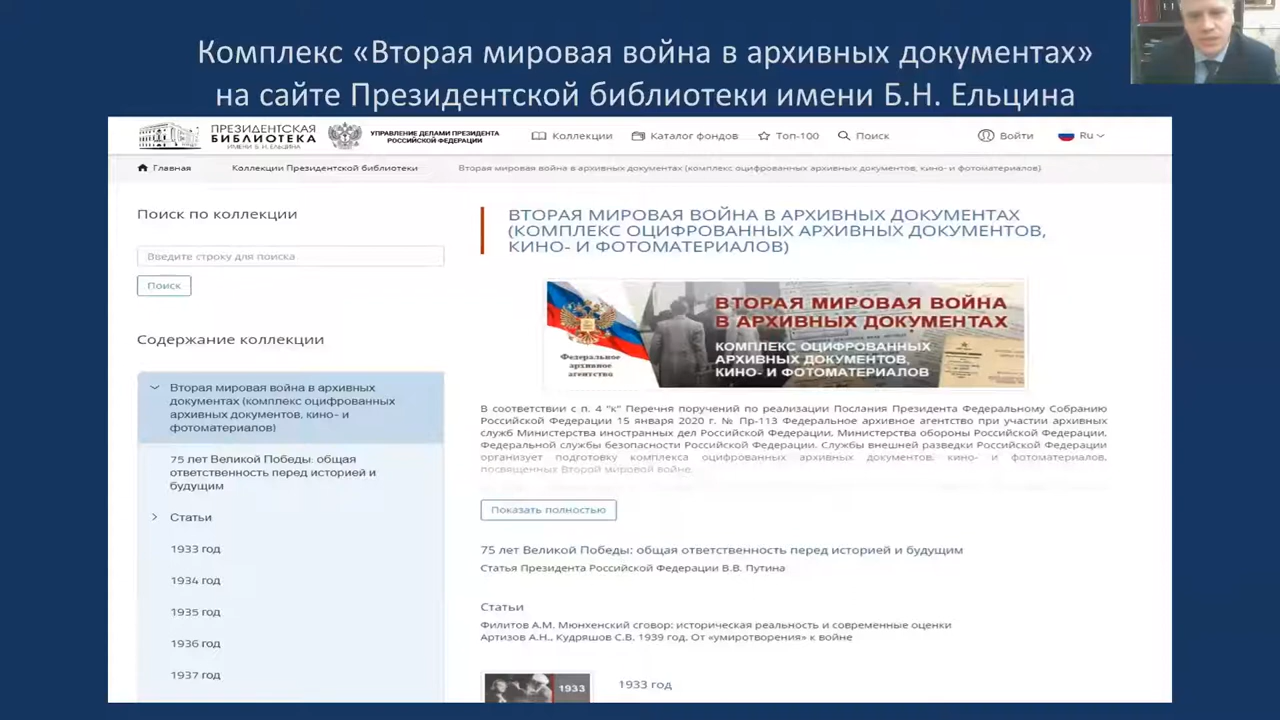 Комплекс «Вторая мировая война в архивных документах»
на сайте Президентской библиотеки имени Б.Н. Ельцина
ПРЕЗИДЕНТСКАЯ
БИБЛИОТЕКА
ИМЕНИ Б. Н. ЕЛЬЦИНА
УПРАВЛЕНИЕ ДЕЛАМИ ПРЕЗИДЕНТА
РОССИЙСКОЙ ФЕДЕРАЦИИ
Коллекции
Каталог фондов
Топ-100
Поиск
Войти
Ru
Главная
Коллекции Президентской библиотеки
Вторая мировая война в архивных документах (комплекс оцифрованных архивных документов, кино- и фотоматериалов)
Поиск по коллекции
Введите строку для поиска
Поиск
Содержание коллекции
Вторая мировая война в архивных
документах (комплекс оцифрованных
архивных документов, кино- и
фотоматериалов)
75 лет Великой Победы: общая
ответственность перед историей и
будущим
Статьи
1933 год
1934 год
1935 год
1936 год
1937 год
ВТОРАЯ МИРОВАЯ ВОЙНА В АРХИВНЫХ ДОКУМЕНТАХ
(КОМПЛЕКС ОЦИФРОВАННЫХ АРХИВНЫХ ДОКУМЕНТОВ,
КИНО- И ФОТОМАТЕРИАЛОВ)
Федеральное
архивное
агентство
ВТОРАЯ МИРОВАЯ ВОЙНА
В АРХИВНЫХ ДОКУМЕНТАХ
КОМПЛЕКС ОЦИФРОВАННЫХ
АРХИВНЫХ ДОКУМЕНТОВ,
КИНО- И ФОТОМАТЕРИАЛОВ
В соответствии с п. 4 "к" Перечня поручений по реализации Послания Президента Федеральному Собранию
Российской Федерации 15 января 2020 г. № Пр-113 Федеральное архивное агентство при участии архивных
служб Министерства иностранных дел Российской Федерации, Министерства обороны Российской Федерации,
Федеральной службы безопасности Российской Федерации, Службы внешней разведки Российской Федерации
организует подготовку комплекса оцифрованных архивных документов, кино- и фотоматериалов,
посвященных Второй мировой войне.
Показать полностью
75 лет Великой Победы: общая ответственность перед историей и будущим
Статья Президента Российской Федерации В.В. Путина
Статьи
Филитов А.М. Мюнхенский сговор: историческая реальность и современные оценки
Артизов А.Н., Кудряшов С.В. 1939 год. От «умиротворения» к войне
1933
1933 год